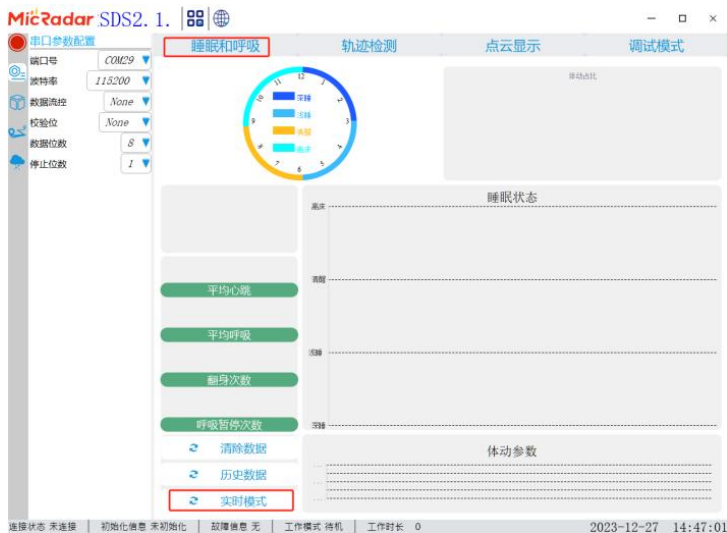 MicRadar SDS2. 1.
串口参数配置
睡眠和呼吸 轨迹检测 点云显示 调试模式
端口号 COM29
波特率 115200
数据流控 None
校验位 None
数据位数 8
停止位数 1
体动占比
12
11 1
2
9 3
8 4
7 5
6
深睡
浅睡
清醒
离床
睡眠状态
离床
清醒
浅睡
深睡
平均心跳
平均呼吸
翻身次数
呼吸暂停次数
清除数据
历史数据
实时模式
体动参数
连接状态 未连接 初始化信息 未初始化 故障信息 无 工作模式 待机 工作时长 0 2023-12-27 14:47:01